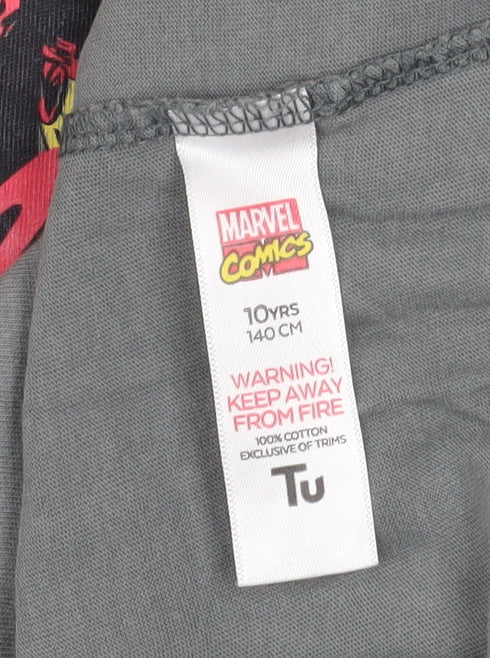 MARVEL
COMICS
10YRS
140 CM
WARNING!
KEEP AWAY
FROM FIRE
100% COTTON
EXCLUSIVE OF TRIMS
Tu